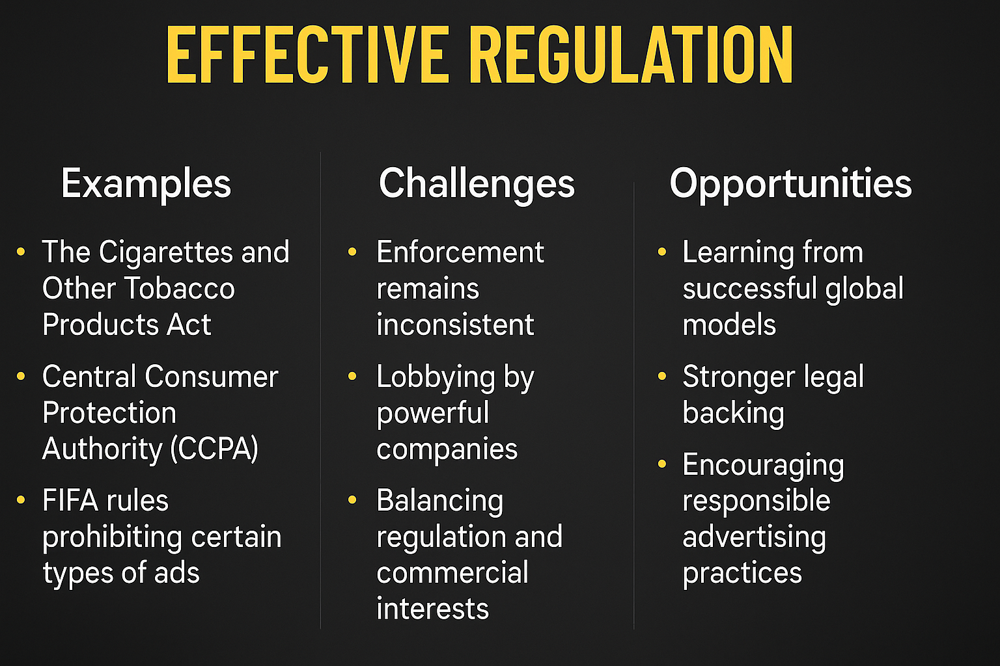 EFFECTIVE REGULATION
Examples
• The Cigarettes and
Other Tobacco
Products Act
• Central Consumer
Protection
Authority (CCPA)
• FIFA rules
prohibiting certain
types of ads
Challenges
• Enforcement
remains
inconsistent
• Lobbying by
powerful
companies
• Balancing
regulation and
commercial
interests
Opportunities
• Learning from
successful global
models
• Stronger legal
backing
• Encouraging
responsible
advertising
practices